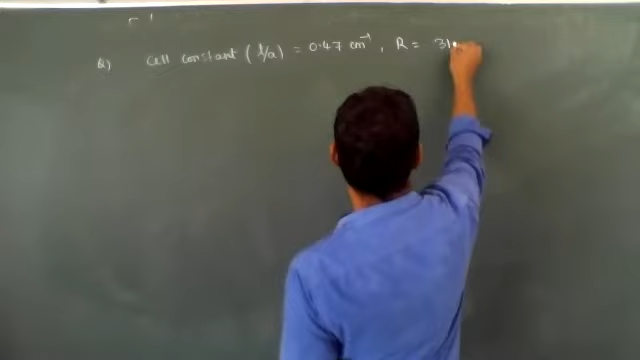 Q) Cell constant (l/a) = 0.47 cm⁻¹, R = 31